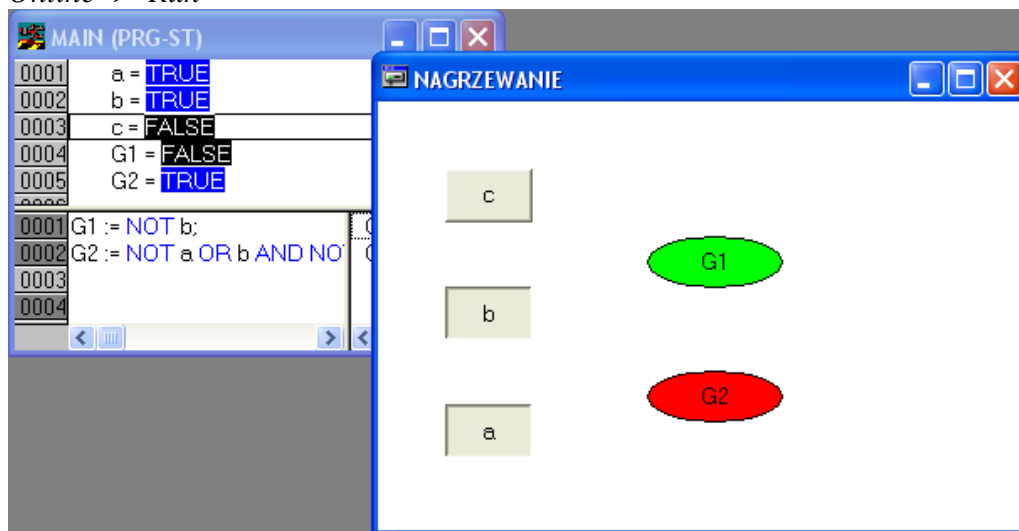 Online -> Run
MAIN (PRG-ST)
0001 a = TRUE
0002 b = TRUE
0003 c = FALSE
0004 G1 = FALSE
0005 G2 = TRUE
0001 G1 := NOT b;
0002 G2 := NOT a OR b AND NO
0003
0004
NAGRZEWANIE
c
G1
b
G2
a